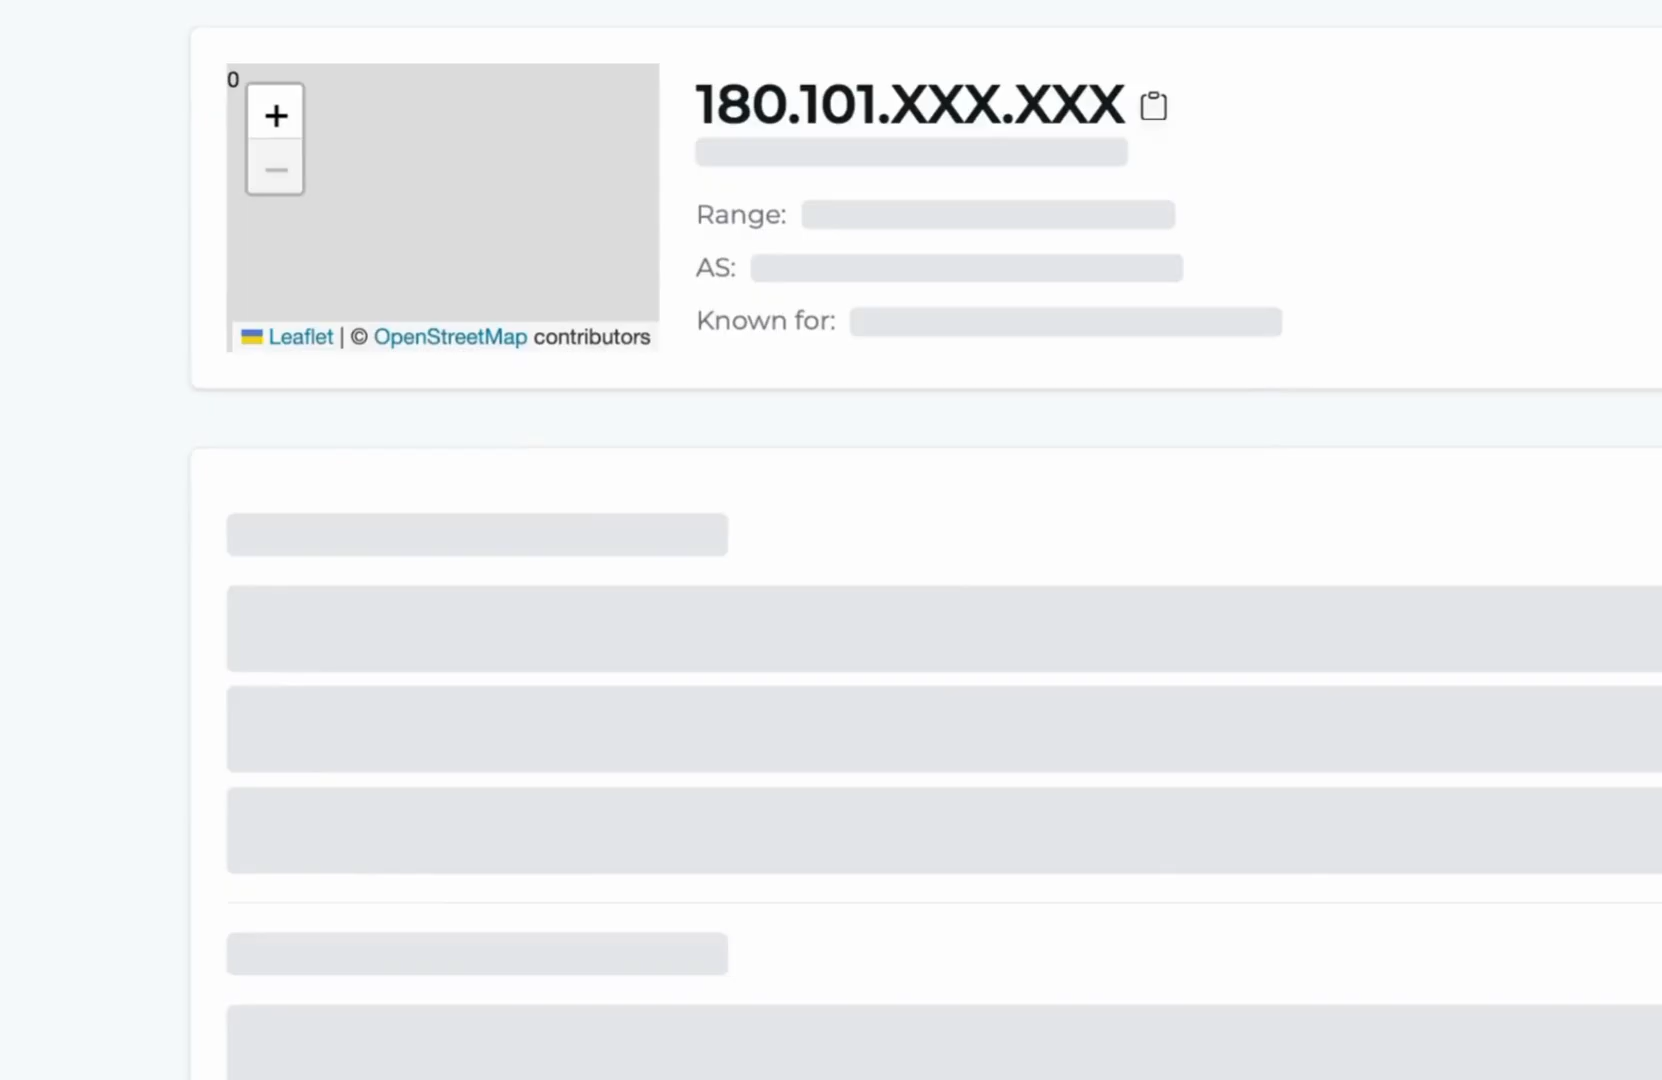 0
+
−
Leaflet | © OpenStreetMap contributors
180.101.XXX.XXX
Range:
AS:
Known for: